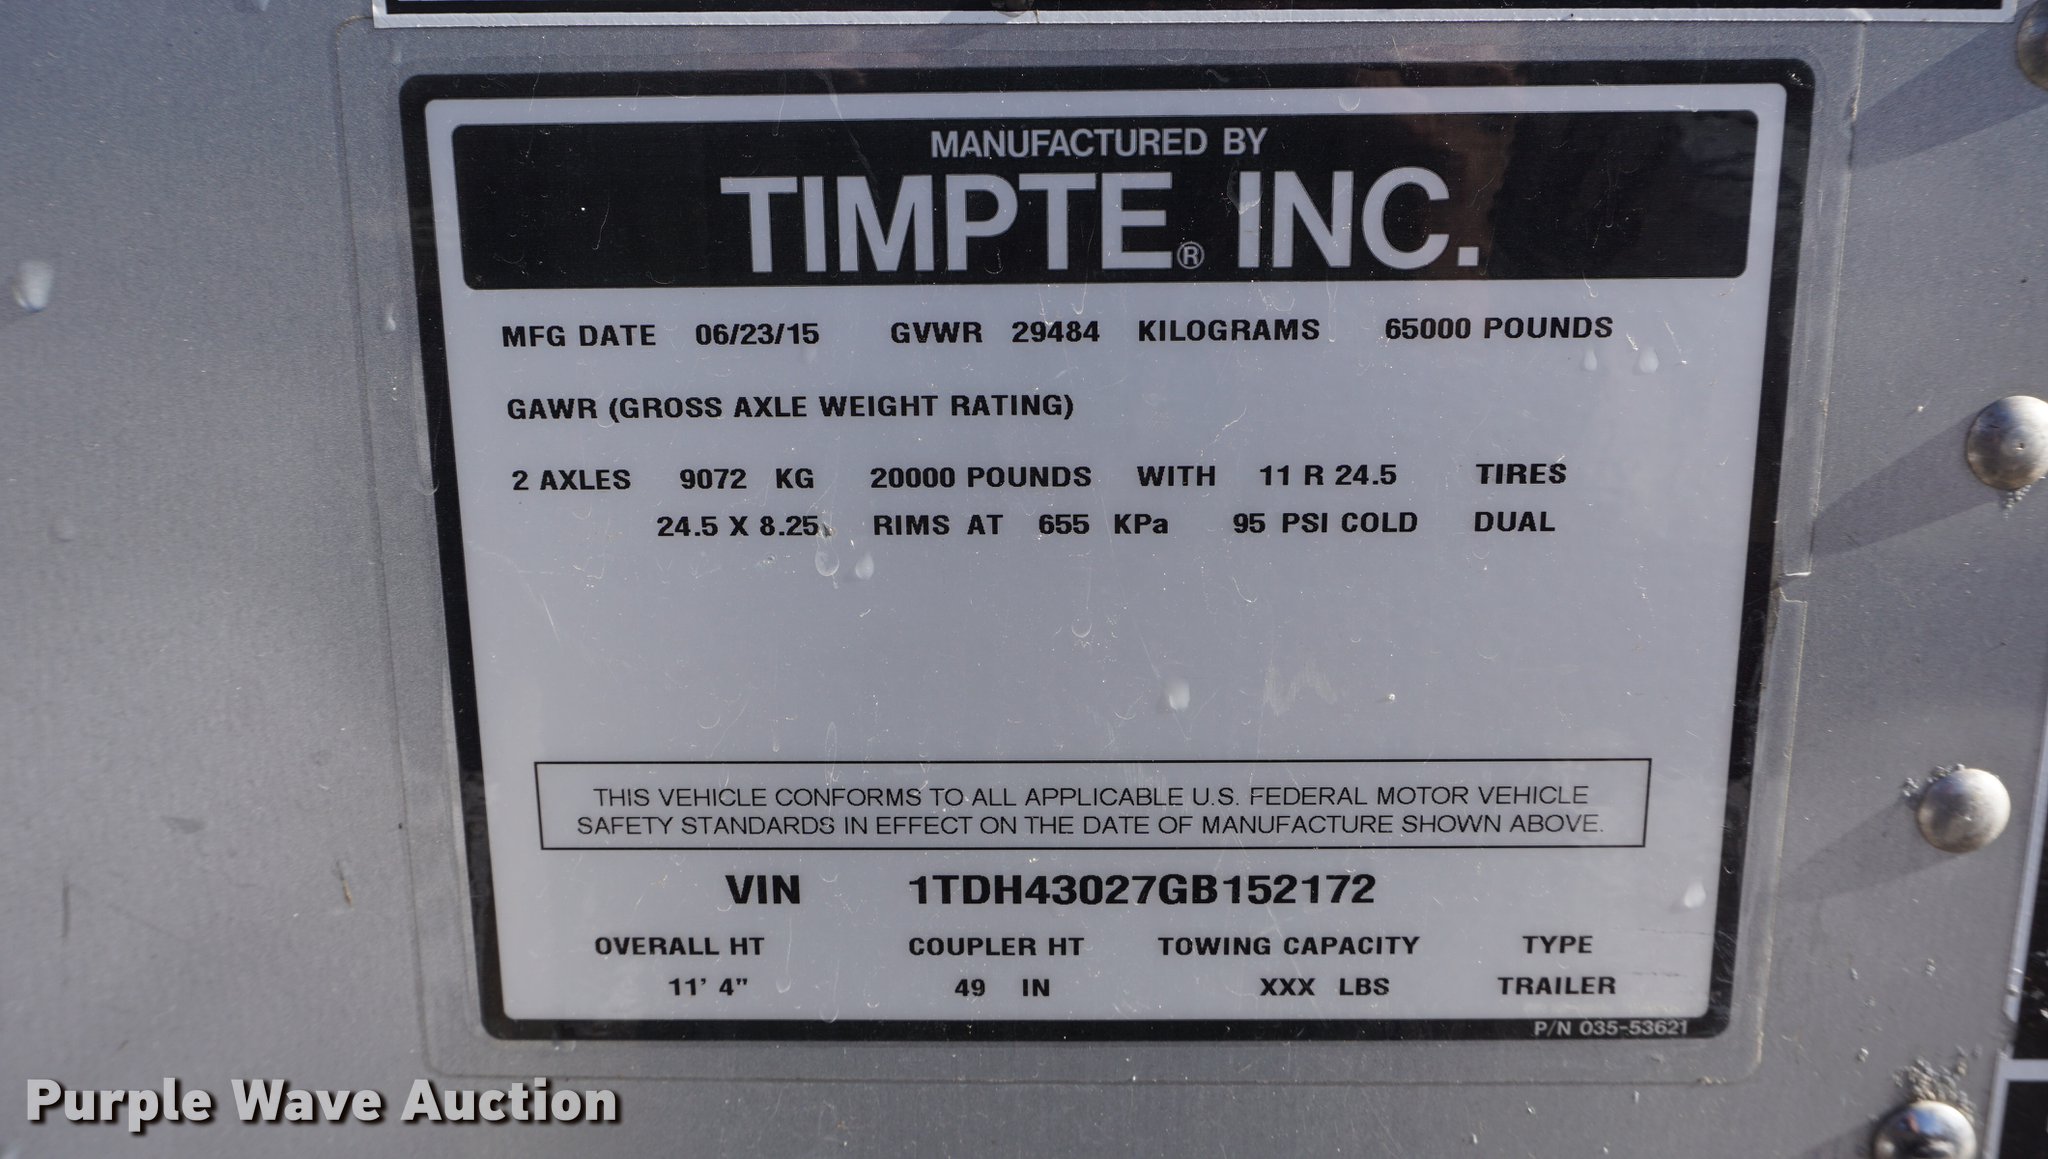 MANUFACTURED BY
TIMPTE® INC.
MFG DATE 06/23/15 GVWR 29484 KILOGRAMS 65000 POUNDS
GAWR (GROSS AXLE WEIGHT RATING)
2 AXLES 9072 KG 20000 POUNDS WITH 11 R 24.5 TIRES
24.5 X 8.25 RIMS AT 655 KPa 95 PSI COLD DUAL
THIS VEHICLE CONFORMS TO ALL APPLICABLE U.S. FEDERAL MOTOR VEHICLE
SAFETY STANDARDS IN EFFECT ON THE DATE OF MANUFACTURE SHOWN ABOVE.
VIN 1TDH43027GB152172
OVERALL HT COUPLER HT TOWING CAPACITY TYPE
11' 4" 49 IN XXX LBS TRAILER
P/N 035-53621
Purple Wave Auction